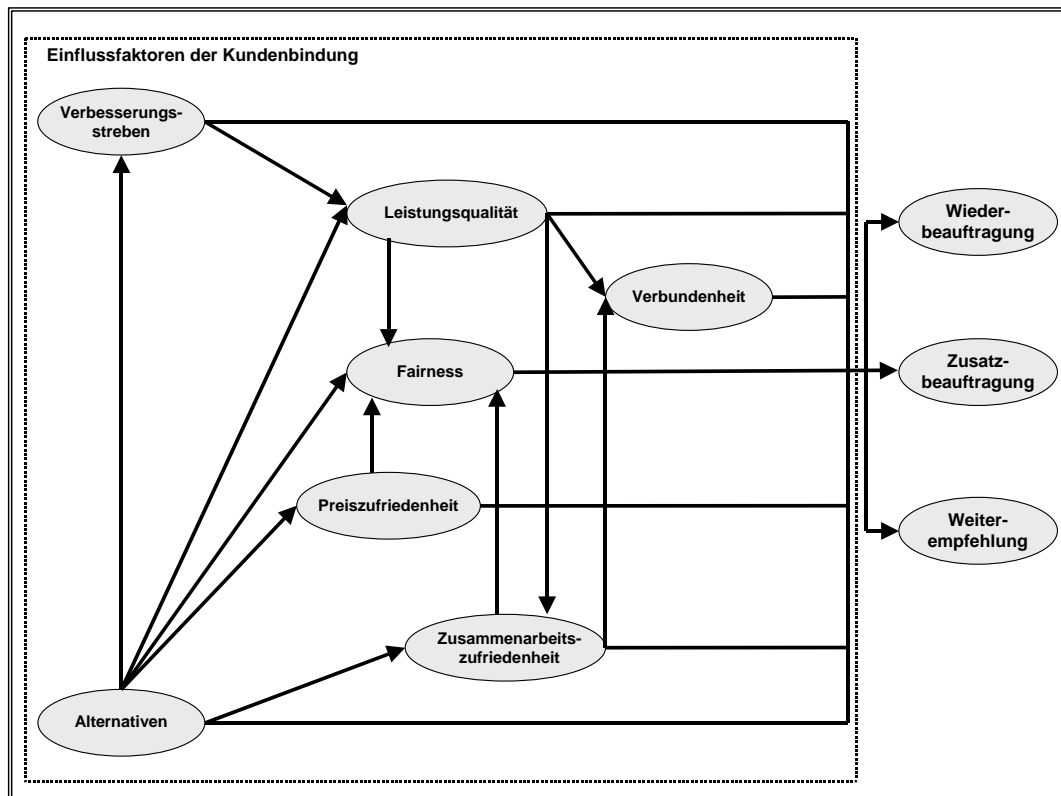 Einflussfaktoren der Kundenbindung
Verbesserungs-
streben
Leistungsqualität
Wieder-
beauftragung
Verbundenheit
Fairness
Zusatz-
beauftragung
Preiszufriedenheit
Weiter-
empfehlung
Zusammenarbeits-
zufriedenheit
Alternativen